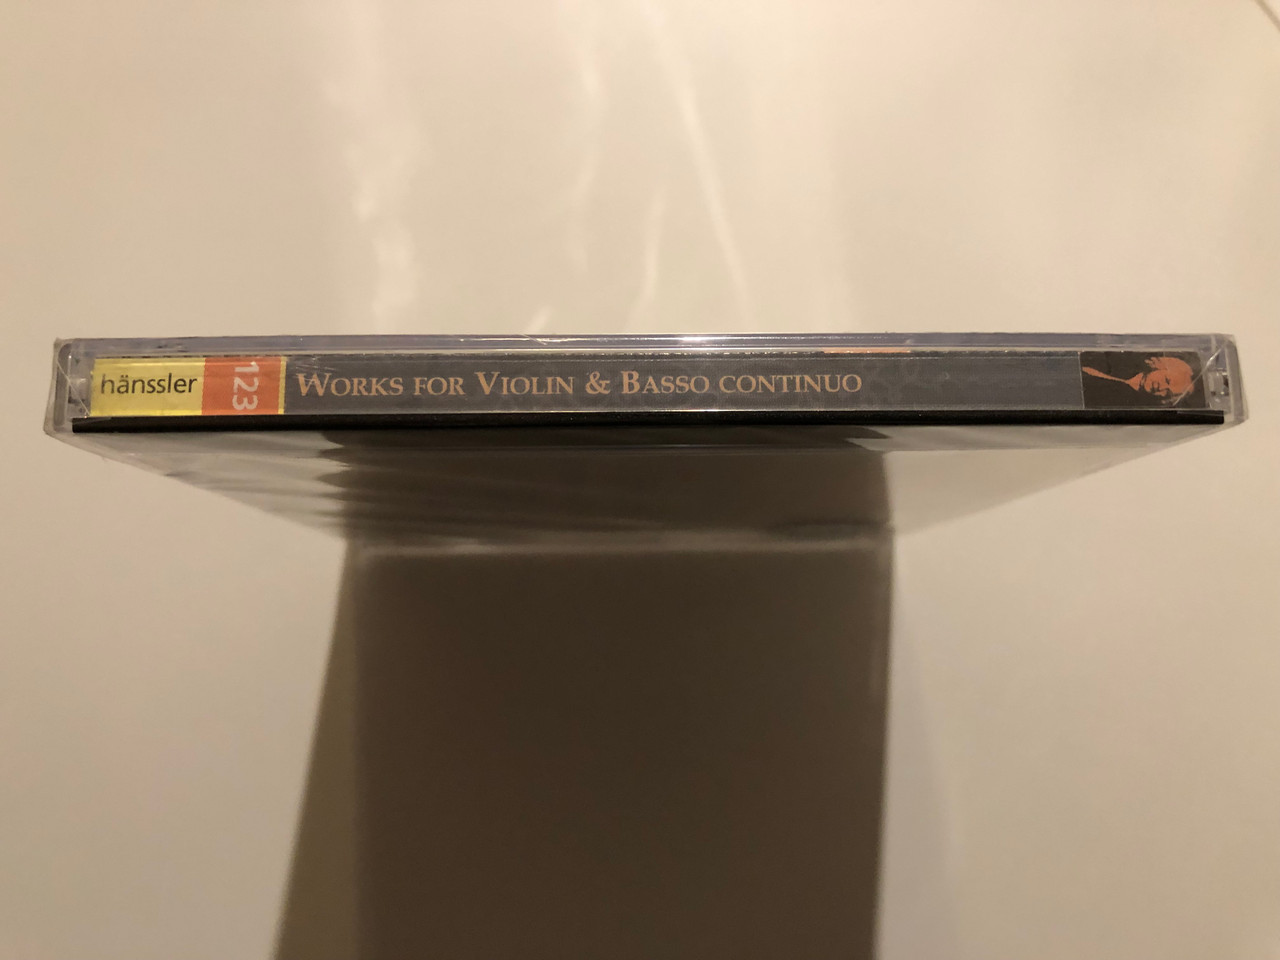 hänssler
123
WORKS FOR VIOLIN & BASSO CONTINUO